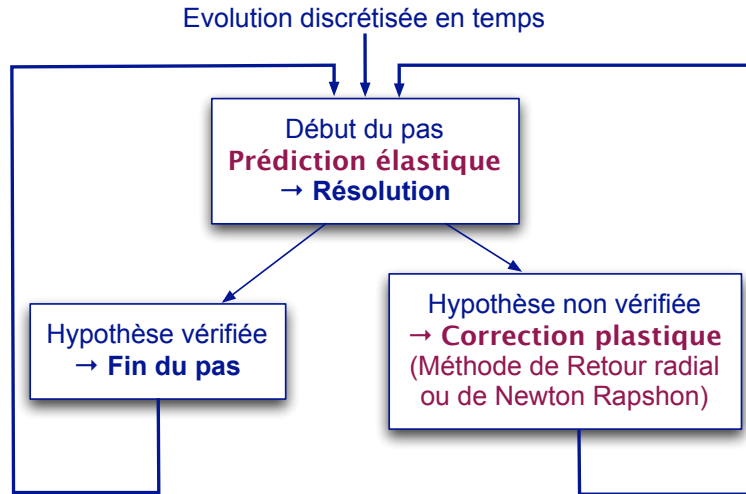 Evolution discrétisée en temps
Début du pas
Prédiction élastique
→ Résolution
Hypothèse vérifiée
→ Fin du pas
Hypothèse non vérifiée
→ Correction plastique
(Méthode de Retour radial
ou de Newton Rapshon)